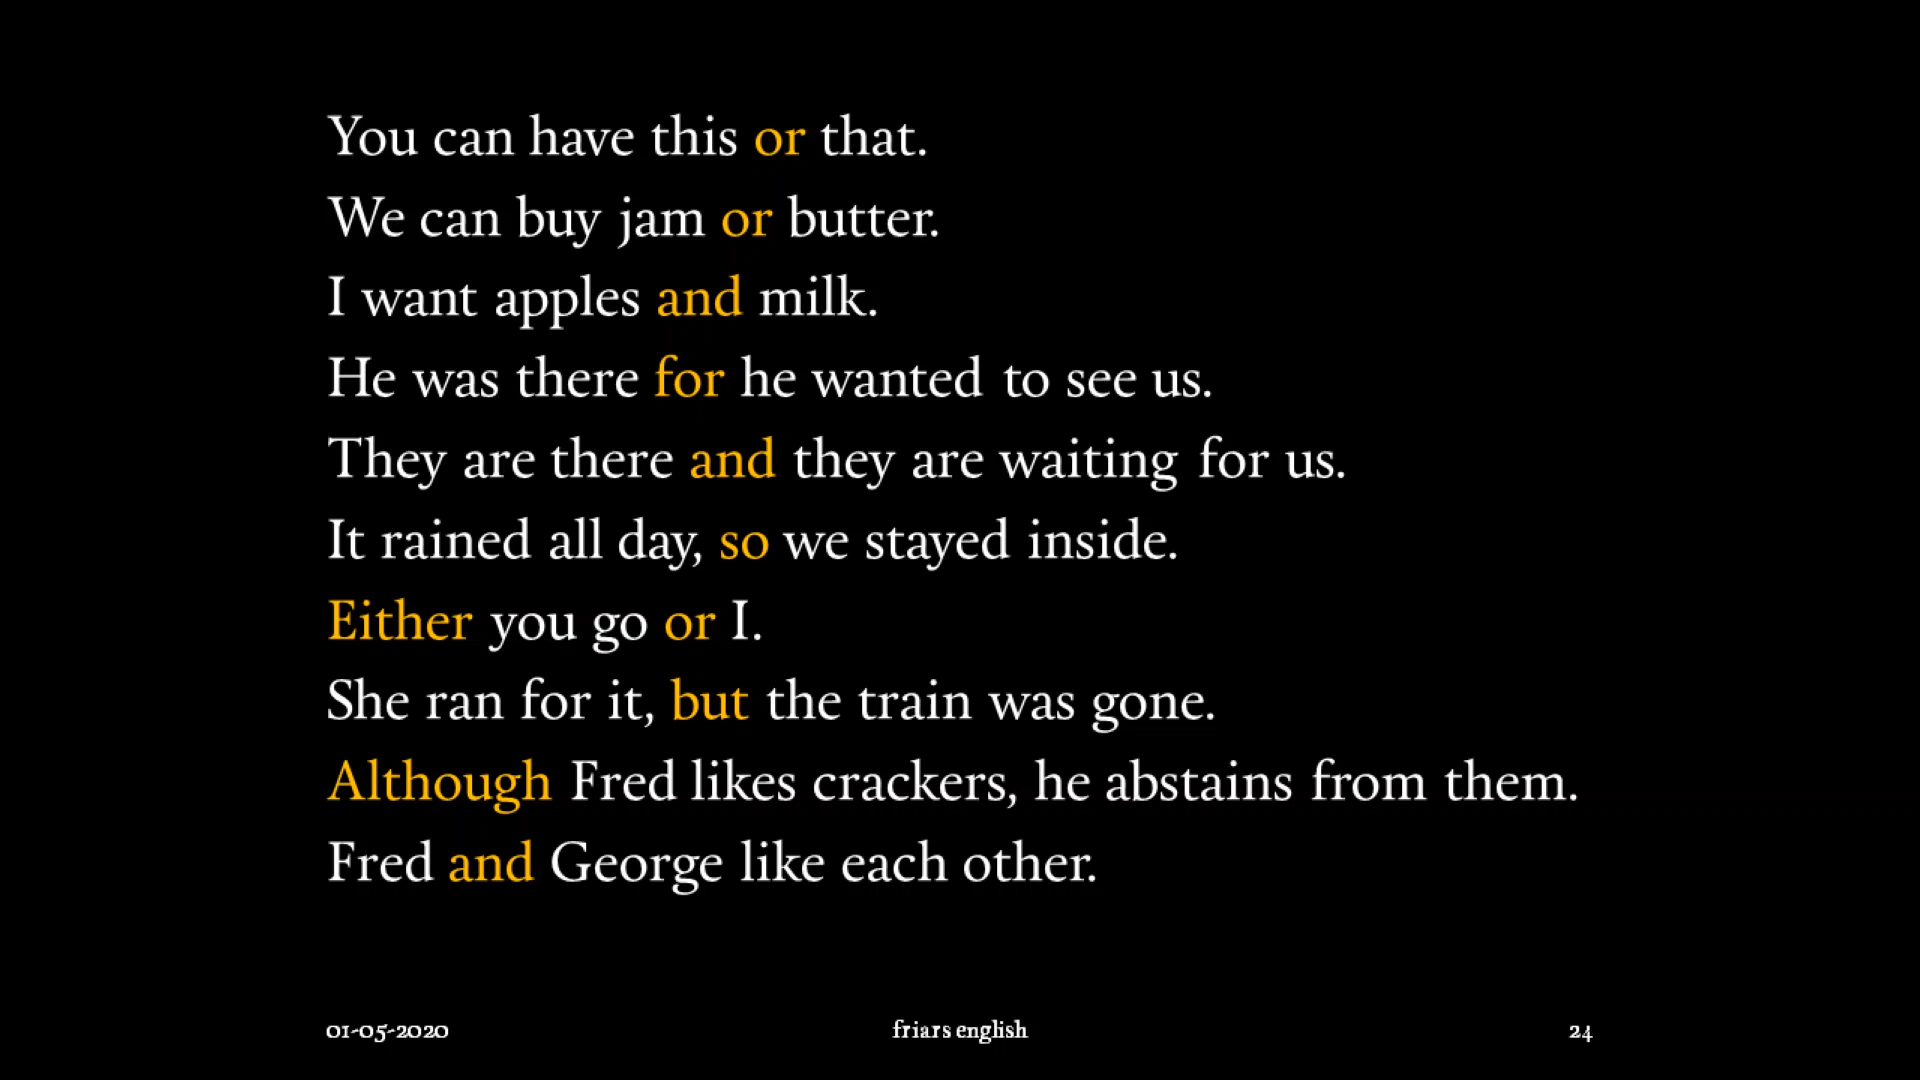 You can have this or that.
We can buy jam or butter.
I want apples and milk.
He was there for he wanted to see us.
They are there and they are waiting for us.
It rained all day, so we stayed inside.
Either you go or I.
She ran for it, but the train was gone.
Although Fred likes crackers, he abstains from them.
Fred and George like each other.
01-05-2020 friars english 24